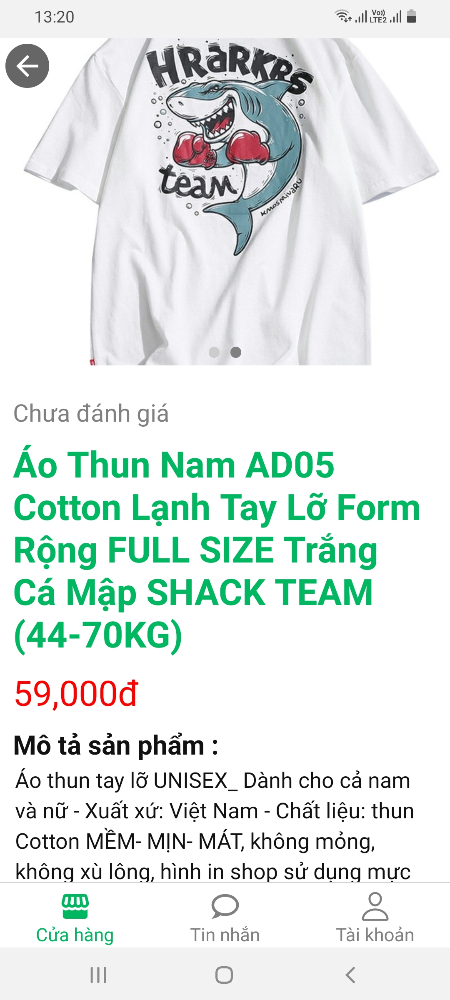 13:20
Vo))
LTE2
HRaRKRS
team
KMOSMIVARU
Chưa đánh giá
Áo Thun Nam AD05
Cotton Lạnh Tay Lỡ Form
Rộng FULL SIZE Trắng
Cá Mập SHACK TEAM
(44-70KG)
59,000đ
Mô tả sản phẩm :
Áo thun tay lỡ UNISEX_ Dành cho cả nam
và nữ - Xuất xứ: Việt Nam - Chất liệu: thun
Cotton MỀM- MỊN- MÁT, không mỏng,
không xù lông, hình in shop sử dụng mực
Cửa hàng
Tin nhắn
Tài khoản